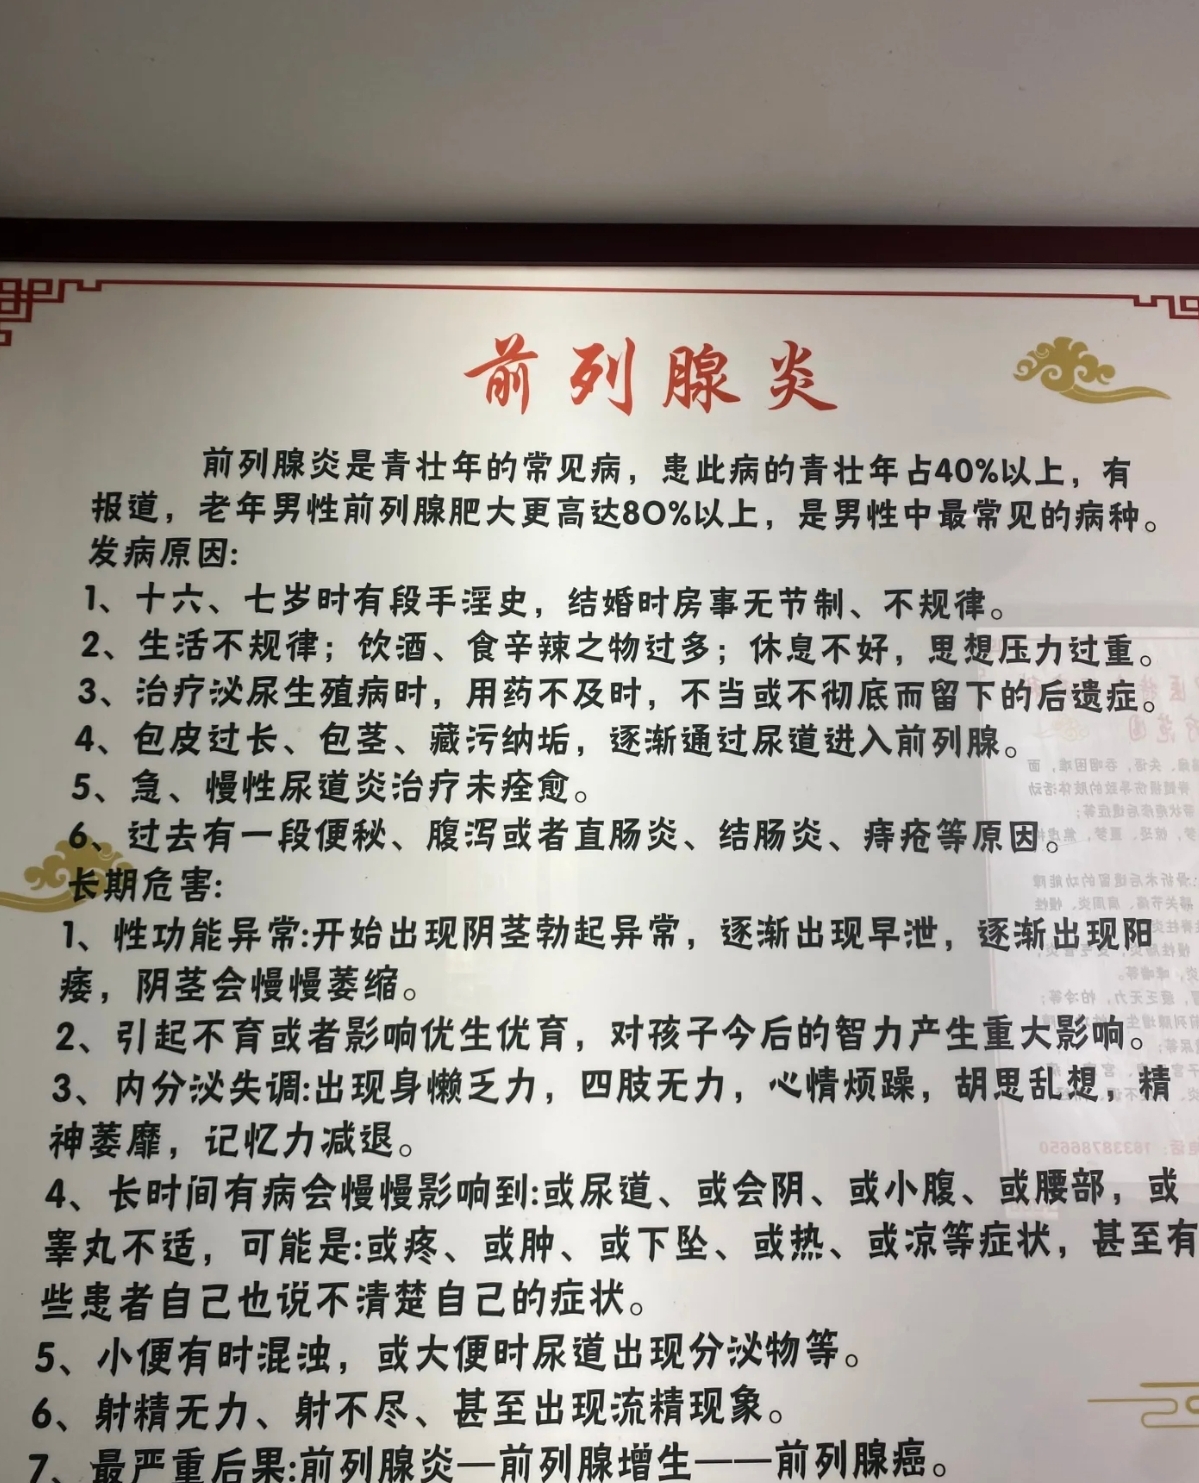 前列腺炎
前列腺炎是青壮年的常见病，患此病的青壮年占40%以上，有
报道，老年男性前列腺肥大更高达80%以上，是男性中最常见的病种。
发病原因:
1、十六、七岁时有段手淫史，结婚时房事无节制、不规律。
2、生活不规律；饮酒、食辛辣之物过多；休息不好，思想压力过重。
3、治疗泌尿生殖病时，用药不及时，不当或不彻底而留下的后遗症。
4、包皮过长、包茎、藏污纳垢，逐渐通过尿道进入前列腺。
5、急、慢性尿道炎治疗未痊愈。
6、过去有一段便秘、腹泻或者直肠炎、结肠炎、痔疮等原因。
长期危害:
1、性功能异常:开始出现阴茎勃起异常，逐渐出现早泄，逐渐出现阳
痿，阴茎会慢慢萎缩。
2、引起不育或者影响优生优育，对孩子今后的智力产生重大影响。
3、内分泌失调:出现身懒乏力，四肢无力，心情烦躁，胡思乱想，精
神萎靡，记忆力减退。
4、长时间有病会慢慢影响到:或尿道、或会阴、或小腹、或腰部，或
睾丸不适，可能是:或疼、或肿、或下坠、或热、或凉等症状，甚至有
些患者自己也说不清楚自己的症状。
5、小便有时混浊，或大便时尿道出现分泌物等。
6、射精无力、射不尽、甚至出现流精现象。
7、最严重后果:前列腺炎—前列腺增生——前列腺癌。